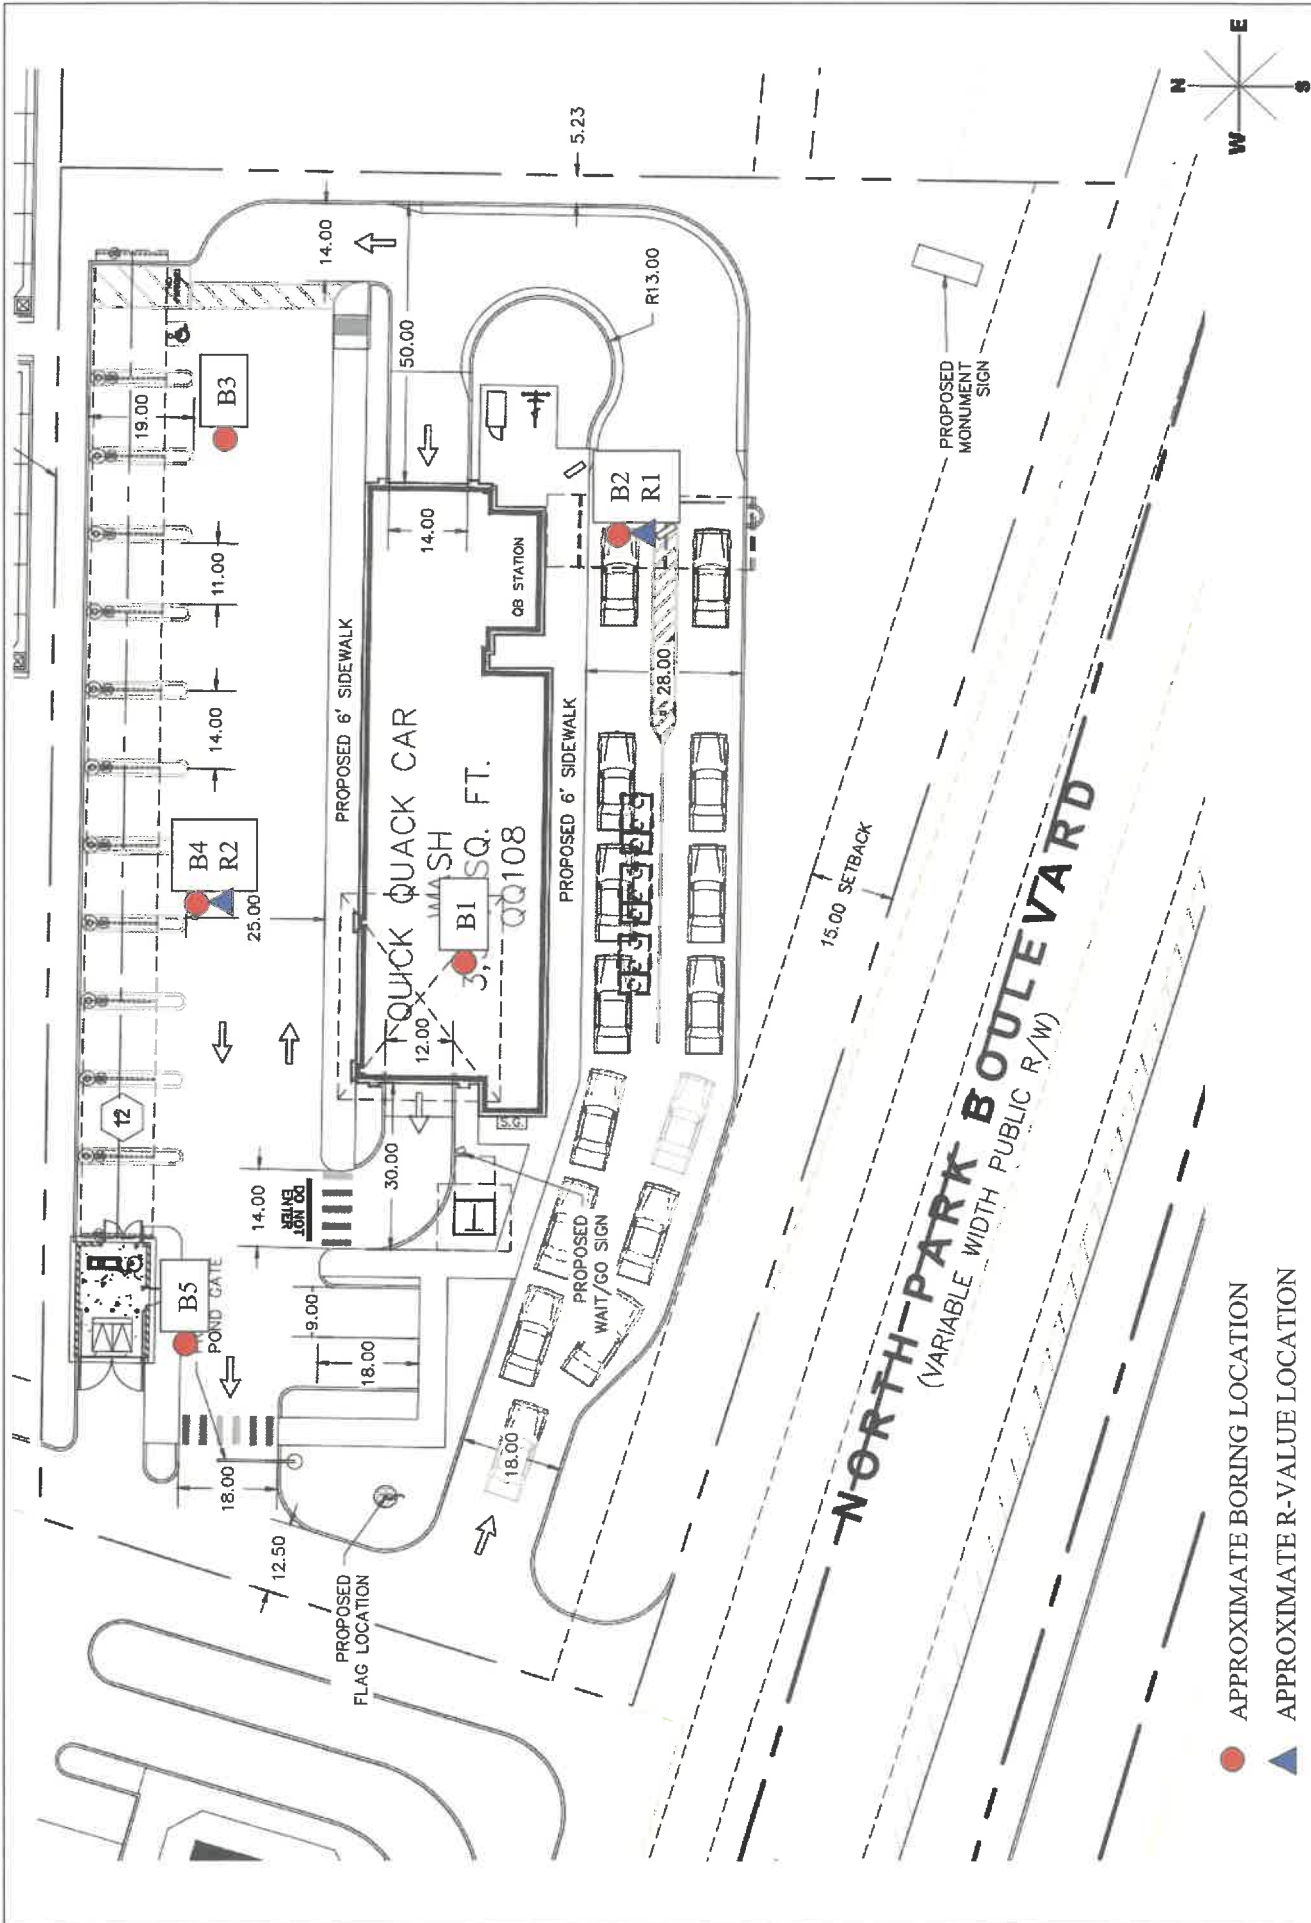 5.23
14.00
50.00
R13.00
PROPOSED
MONUMENT
SIGN
N
W
E
S
19.00
B3
11.00
14.00
B4
R2
25.00
PROPOSED 6' SIDEWALK
14.00
QB STATION
B2
R1
28.00
QUICK QUACK CAR
SQ. FT.
B1
QQ108
12.00
PROPOSED 6' SIDEWALK
15.00 SETBACK
12
14.00
DO NOT
ENTER
30.00
S.G.
PROPOSED
WAIT/GO SIGN
B5
POND GATE
9.00
18.00
18.00
18.00
12.50
PROPOSED
FLAG LOCATION
NORTH PARK BOULEVARD
(VARIABLE WIDTH PUBLIC R/W)
APPROXIMATE BORING LOCATION
APPROXIMATE R-VALUE LOCATION